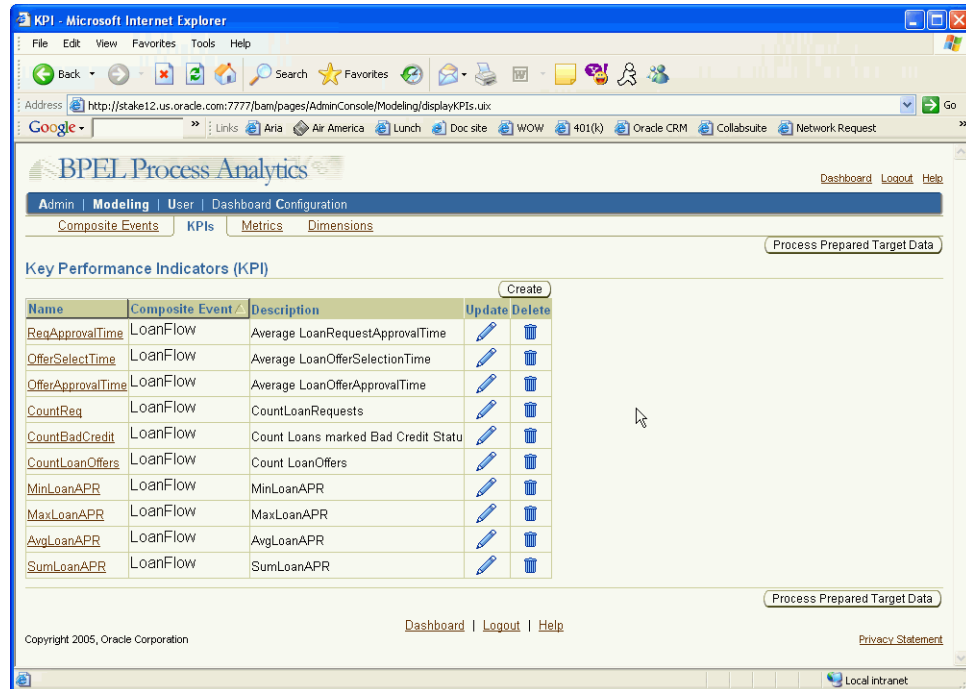 KPI - Microsoft Internet Explorer
File Edit View Favorites Tools Help
Back Search Favorites
Address http://stake12.us.oracle.com:7777/bam/pages/AdminConsole/Modeling/displayKPIs.uix Go
Google Links Aria Air America Lunch Doc site WOW 401(k) Oracle CRM Collabsuite Network Request
BPEL Process Analytics
Dashboard Logout Help
Admin | Modeling | User | Dashboard Configuration
Composite Events KPIs Metrics Dimensions
Process Prepared Target Data
Key Performance Indicators (KPI)
Create
Name Composite Event Description Update Delete
ReqApprovalTime LoanFlow Average LoanRequestApprovalTime
OfferSelectTime LoanFlow Average LoanOfferSelectionTime
OfferApprovalTime LoanFlow Average LoanOfferApprovalTime
CountReq LoanFlow CountLoanRequests
CountBadCredit LoanFlow Count Loans marked Bad Credit Statu
CountLoanOffers LoanFlow Count LoanOffers
MinLoanAPR LoanFlow MinLoanAPR
MaxLoanAPR LoanFlow MaxLoanAPR
AvgLoanAPR LoanFlow AvgLoanAPR
SumLoanAPR LoanFlow SumLoanAPR
Process Prepared Target Data
Dashboard | Logout | Help
Copyright 2005, Oracle Corporation Privacy Statement
Local intranet